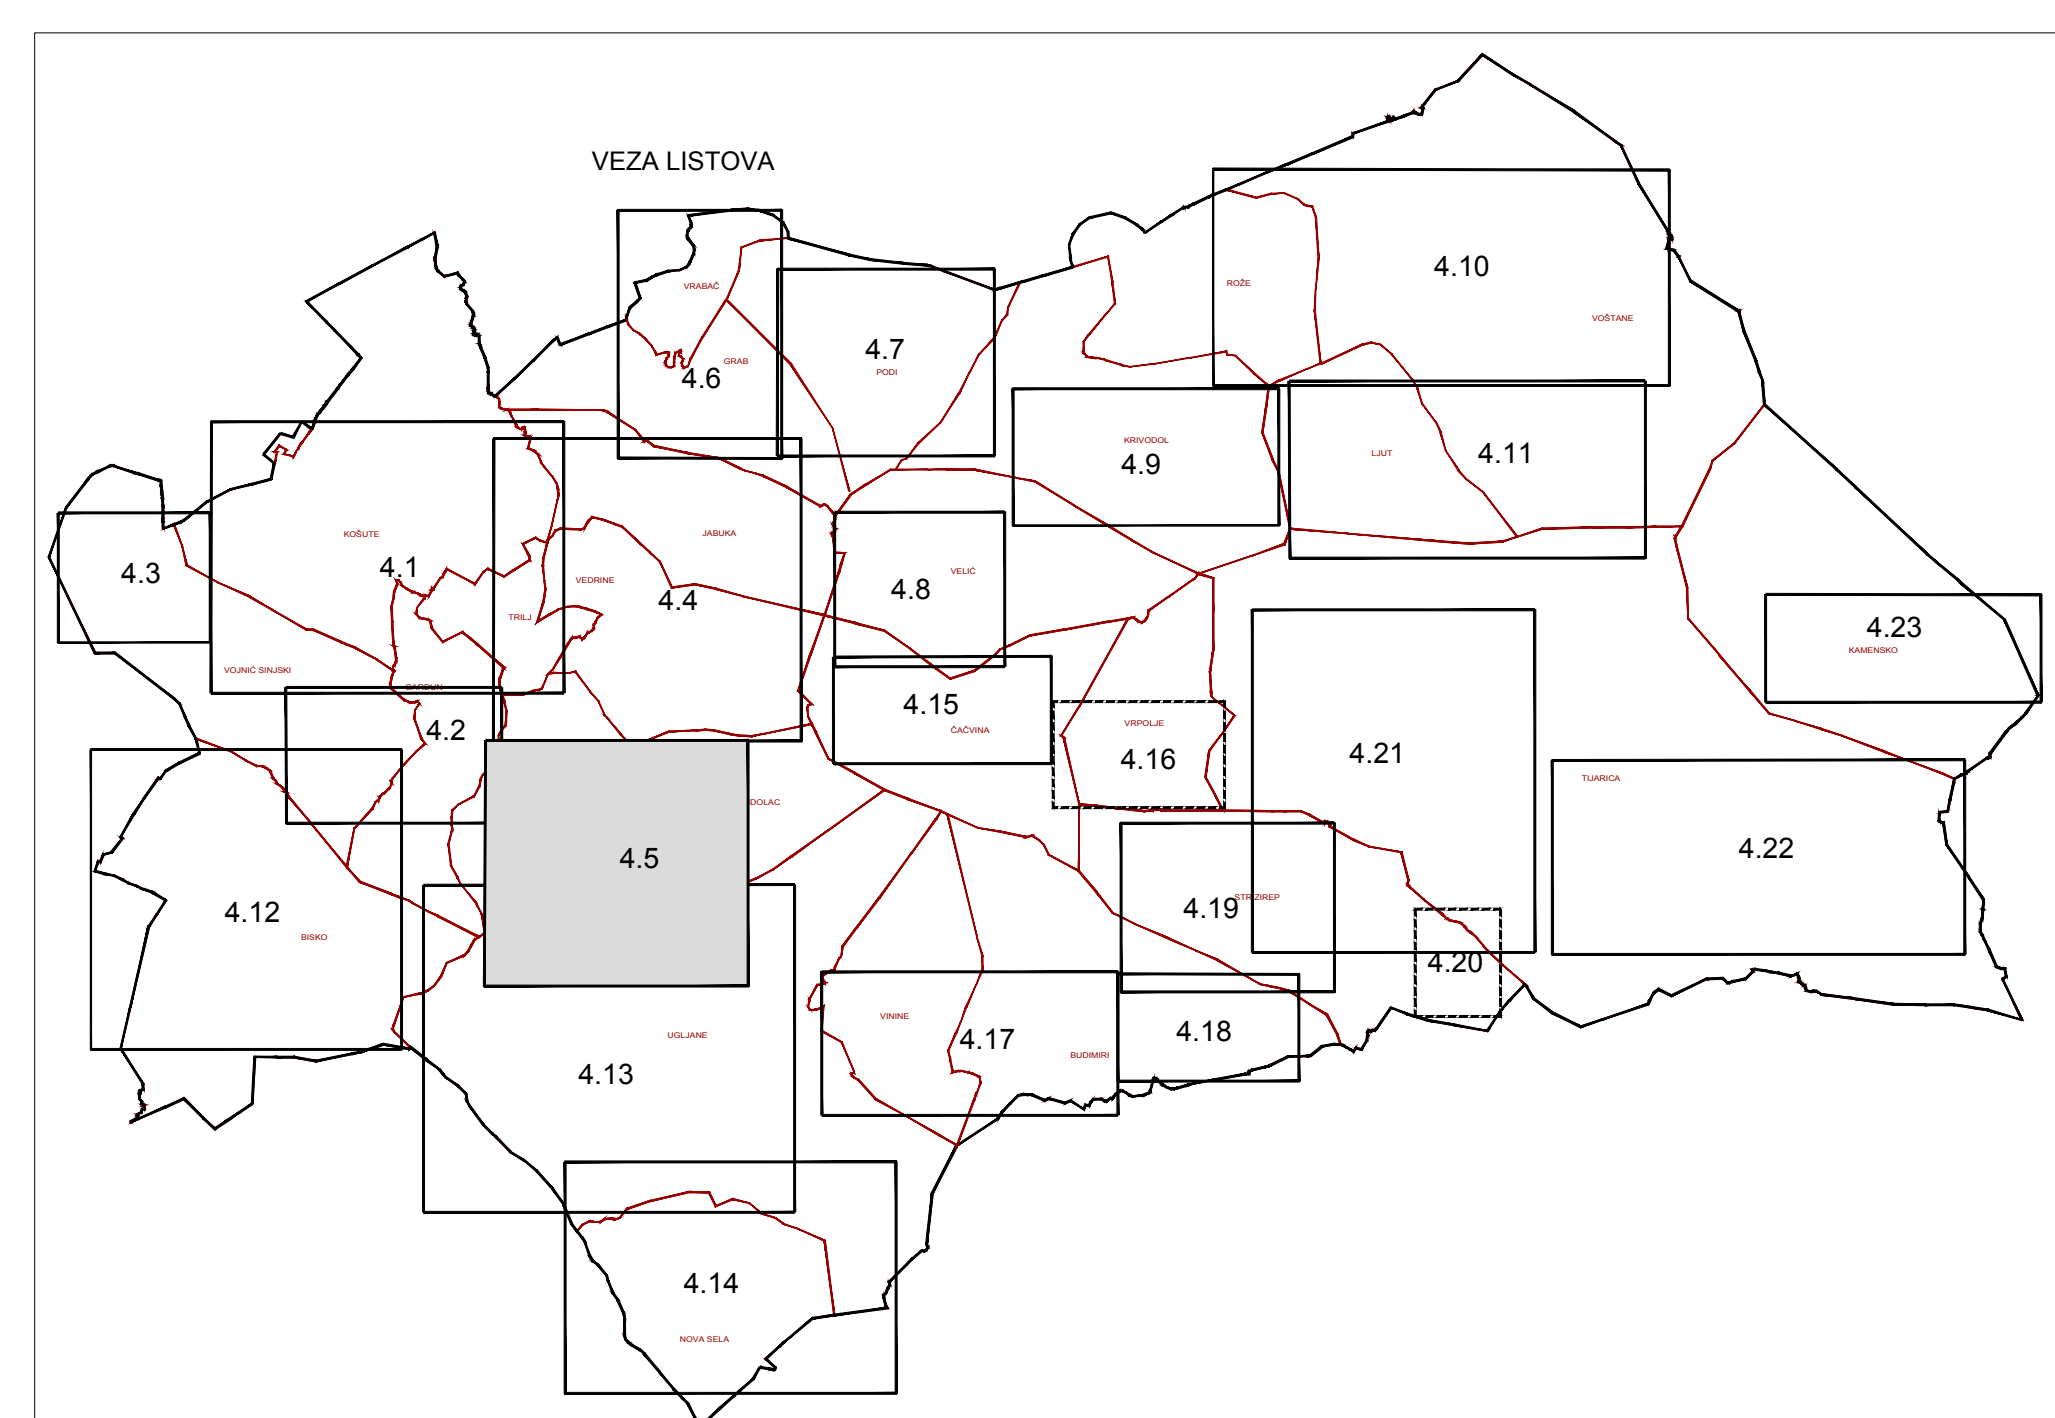 VEZA LISTOVA
4.10
ROŽE
VRABAČ
VOŠTANE
4.7
GRAB
PODI
4.6
KRIVODOL
4.9
LJUT
4.11
KOŠUTE
JABUKA
4.1
4.3
VEDRINE
4.4
VELIĆ
4.8
TRILJ
4.23
KAMENSKO
VOJNIĆ SINJSKI
GARDUN
4.15
ČAČVINA
4.2
VRPOLJE
4.16
4.21
TIJARICA
DOLAC
4.5
4.22
4.12
BISKO
STRIZIREP
4.19
4.20
VININE
4.17
4.18
UGLJANE
BUDIMIRI
4.13
4.14
NOVA SELA